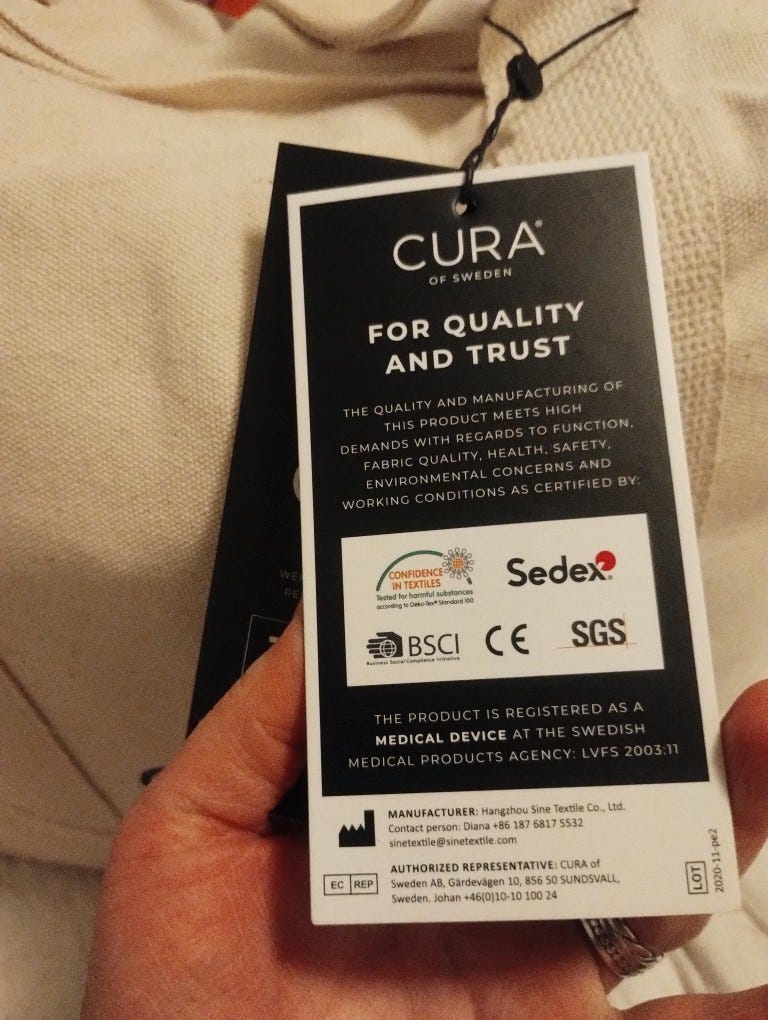 CURA®
OF SWEDEN
FOR QUALITY
AND TRUST
THE QUALITY AND MANUFACTURING OF
THIS PRODUCT MEETS HIGH
DEMANDS WITH REGARDS TO FUNCTION,
FABRIC QUALITY, HEALTH, SAFETY,
ENVIRONMENTAL CONCERNS AND
WORKING CONDITIONS AS CERTIFIED BY:
CONFIDENCE
IN TEXTILES
Tested for harmful substances
according to Oeko-Tex® Standard 100
Sedex®
BSCI
Business Social Compliance Initiative
CE
SGS
THE PRODUCT IS REGISTERED AS A
MEDICAL DEVICE AT THE SWEDISH
MEDICAL PRODUCTS AGENCY: LVFS 2003:11
MANUFACTURER: Hangzhou Sine Textile Co., Ltd.
Contact person: Diana +86 187 6817 5532
sinetextile@sinetextile.com
EC REP
AUTHORIZED REPRESENTATIVE: CURA of
Sweden AB, Gärdevägen 10, 856 50 SUNDSVALL,
Sweden. Johan +46(0)10-10 100 24
LOT
2020-11-pe2